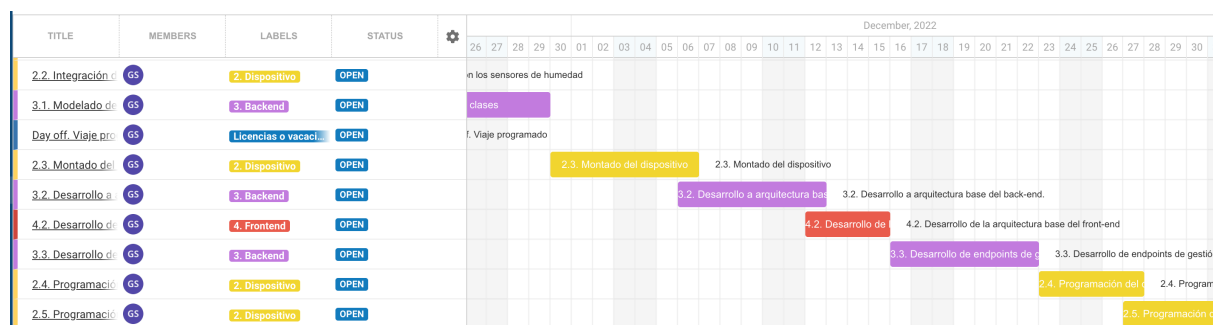 December, 2022
TITLE MEMBERS LABELS STATUS
26 27 28 29 30 01 02 03 04 05 06 07 08 09 10 11 12 13 14 15 16 17 18 19 20 21 22 23 24 25 26 27 28 29 30
2.2. Integración GS 2. Dispositivo OPEN los sensores de humedad
3.1. Modelado de GS 3. Backend OPEN clases
Day off. Viaje pro GS Licencias o vacaci... OPEN Viaje programado
2.3. Montado del GS 2. Dispositivo OPEN 2.3. Montado del dispositivo 2.3. Montado del dispositivo
3.2. Desarrollo a GS 3. Backend OPEN 3.2. Desarrollo a arquitectura bas 3.2. Desarrollo a arquitectura base del back-end.
4.2. Desarrollo de GS 4. Frontend OPEN 4.2. Desarrollo de 4.2. Desarrollo de la arquitectura base del front-end
3.3. Desarrollo de GS 3. Backend OPEN 3.3. Desarrollo de endpoints de g 3.3. Desarrollo de endpoints de gestió
2.4. Programació GS 2. Dispositivo OPEN 2.4. Programación del 2.4. Program
2.5. Programació GS 2. Dispositivo OPEN 2.5. Programación